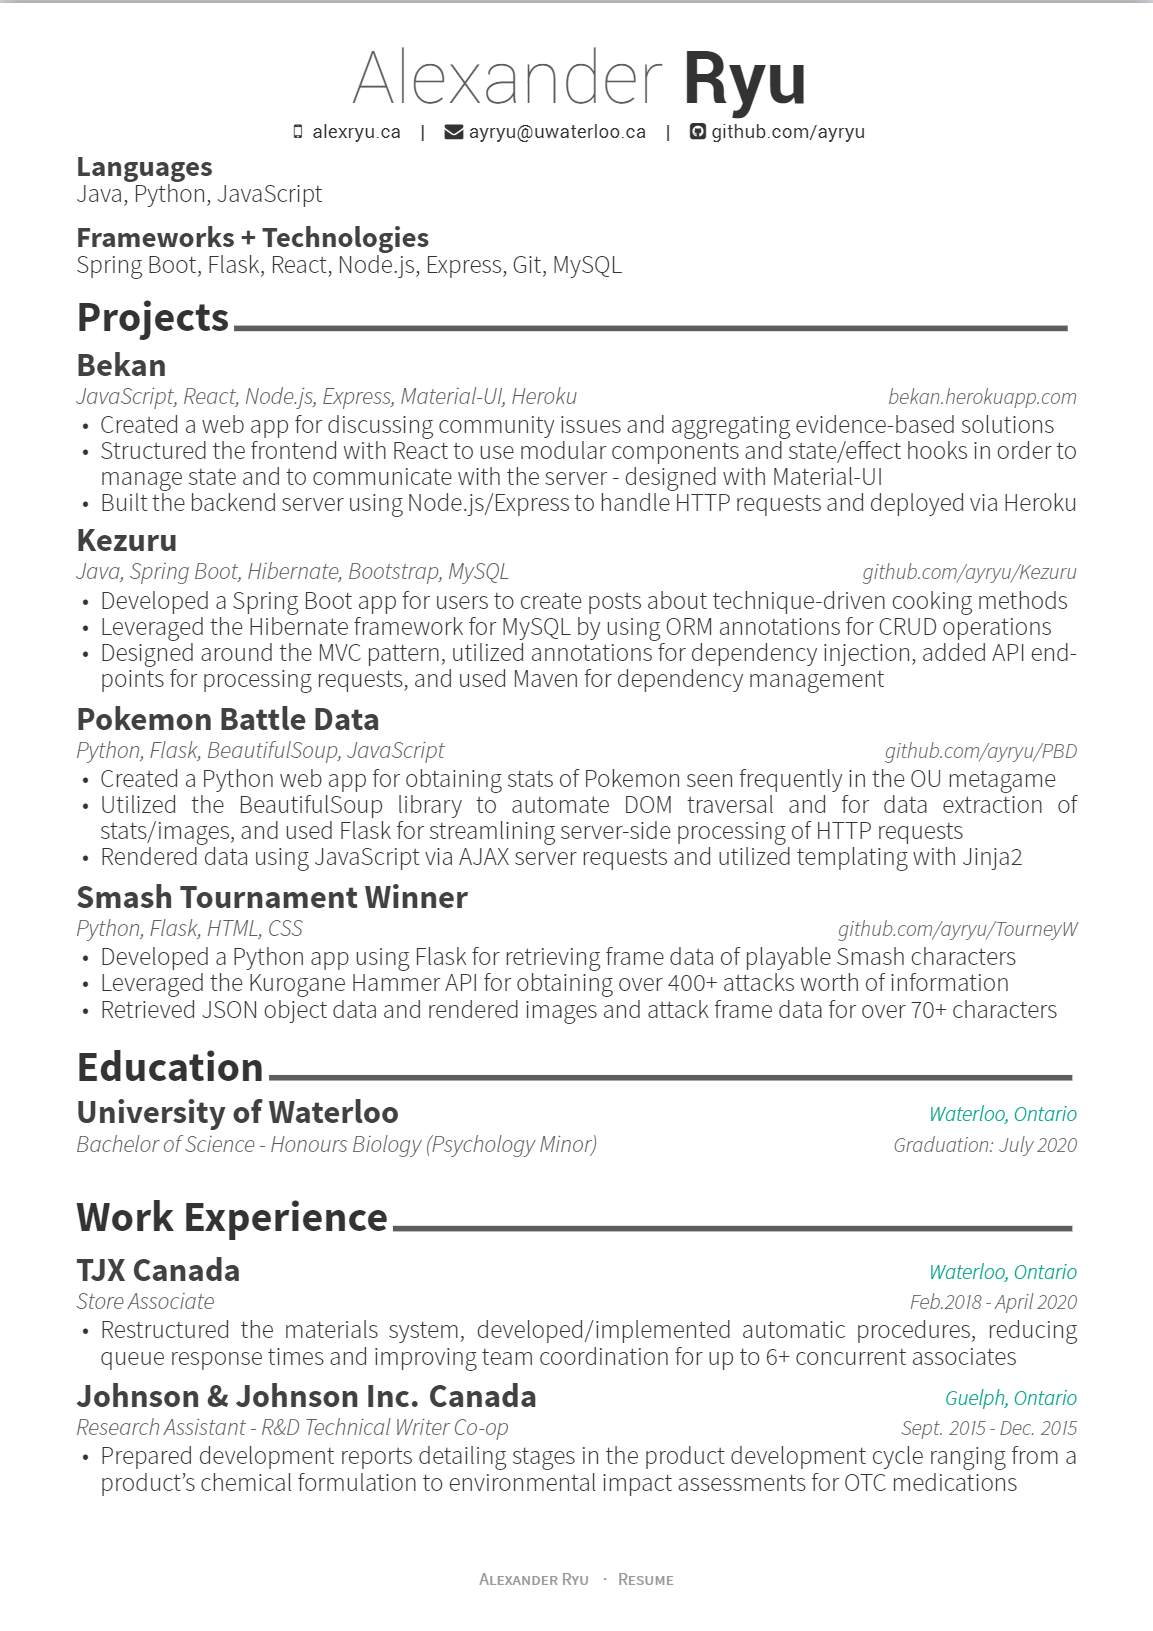 Alexander Ryu
alexryu.ca | ayryu@uwaterloo.ca | github.com/ayryu
Languages
Java, Python, JavaScript
Frameworks + Technologies
Spring Boot, Flask, React, Node.js, Express, Git, MySQL
Projects
Bekan
JavaScript, React, Node.js, Express, Material-UI, Heroku bekan.herokuapp.com
• Created a web app for discussing community issues and aggregating evidence-based solutions
• Structured the frontend with React to use modular components and state/effect hooks in order to
manage state and to communicate with the server - designed with Material-UI
• Built the backend server using Node.js/Express to handle HTTP requests and deployed via Heroku
Kezuru
Java, Spring Boot, Hibernate, Bootstrap, MySQL github.com/ayryu/Kezuru
• Developed a Spring Boot app for users to create posts about technique-driven cooking methods
• Leveraged the Hibernate framework for MySQL by using ORM annotations for CRUD operations
• Designed around the MVC pattern, utilized annotations for dependency injection, added API end-
points for processing requests, and used Maven for dependency management
Pokemon Battle Data
Python, Flask, BeautifulSoup, JavaScript github.com/ayryu/PBD
• Created a Python web app for obtaining stats of Pokemon seen frequently in the OU metagame
• Utilized the BeautifulSoup library to automate DOM traversal and for data extraction of
stats/images, and used Flask for streamlining server-side processing of HTTP requests
• Rendered data using JavaScript via AJAX server requests and utilized templating with Jinja2
Smash Tournament Winner
Python, Flask, HTML, CSS github.com/ayryu/TourneyW
• Developed a Python app using Flask for retrieving frame data of playable Smash characters
• Leveraged the Kurogane Hammer API for obtaining over 400+ attacks worth of information
• Retrieved JSON object data and rendered images and attack frame data for over 70+ characters
Education
University of Waterloo Waterloo, Ontario
Bachelor of Science - Honours Biology (Psychology Minor) Graduation: July 2020
Work Experience
TJX Canada Waterloo, Ontario
Store Associate Feb.2018 - April 2020
• Restructured the materials system, developed/implemented automatic procedures, reducing
queue response times and improving team coordination for up to 6+ concurrent associates
Johnson & Johnson Inc. Canada Guelph, Ontario
Research Assistant - R&D Technical Writer Co-op Sept. 2015 - Dec. 2015
• Prepared development reports detailing stages in the product development cycle ranging from a
product’s chemical formulation to environmental impact assessments for OTC medications
Alexander Ryu · Resume